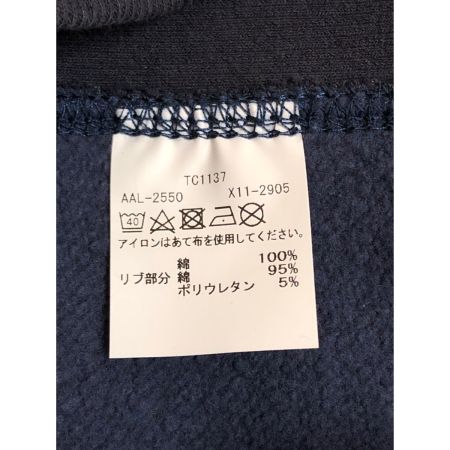 TC1137
AAL-2550 X11-2905
40
アイロンはあて布を使用してください。
綿 100%
リブ部分 綿 95%
ポリウレタン 5%